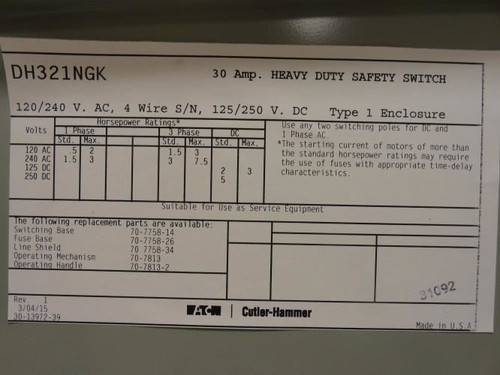 DH321NGK 30 Amp. HEAVY DUTY SAFETY SWITCH
120/240 V. AC, 4 Wire S/N, 125/250 V. DC Type 1 Enclosure
Volts Horsepower Ratings*
1 Phase 3 Phase DC
Std. Max. Std. Max. Std. Max.
120 AC .5 2 1.5 3
240 AC 1.5 3 3 7.5
125 DC 2 3
250 DC 5
Use any two switching poles for DC and
1 Phase AC.
*The starting current of motors of more than
the standard horsepower ratings may require
the use of fuses with appropriate time-delay
characteristics.
Suitable for Use as Service Equipment
The following replacement parts are available:
Switching Base 70-7758-14
Fuse Base 70-7758-26
Line Shield 70 7758-34
Operating Mechanism 70-7813
Operating Handle 70-7813-2
31092
Rev. 1
3/04/15
30-13972-39
EATON Cutler-Hammer
Made in U.S.A